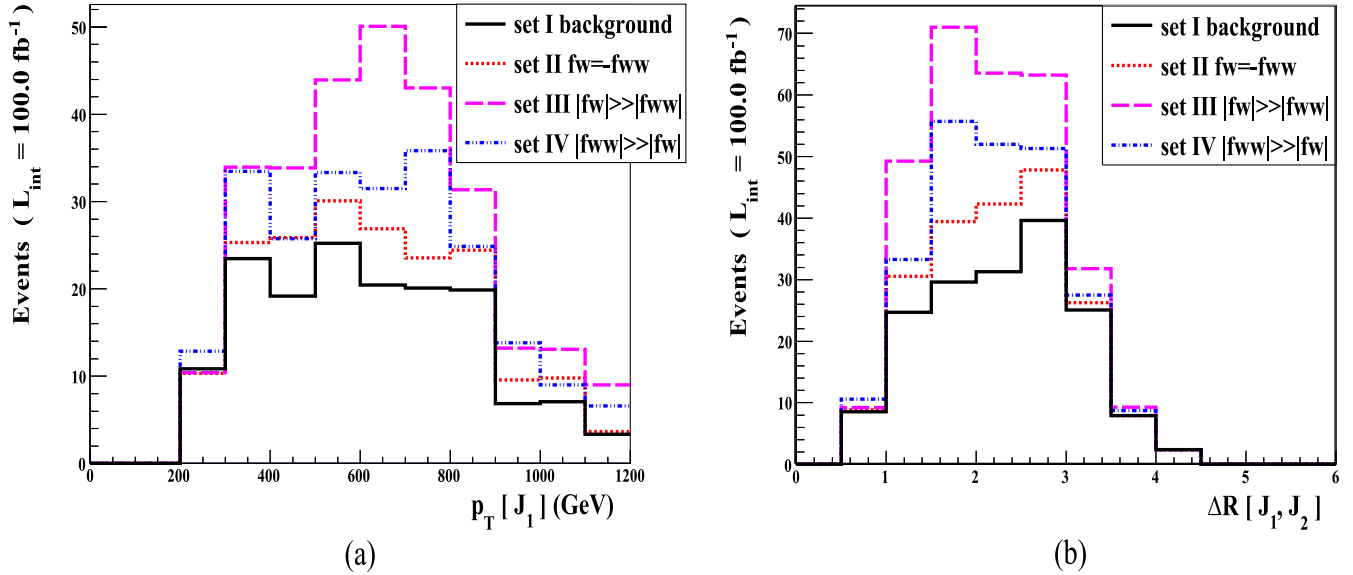 Events ( L_int = 100.0 fb^-1)
50
40
30
20
10
0
0 200 400 600 800 1000 1200
p_T [ J_1 ] (GeV)
set I background
set II fw=-fww
set III |fw|>>|fww|
set IV |fww|>>|fw|
(a)
Events ( L_int = 100.0 fb^-1)
70
60
50
40
30
20
10
0
0 1 2 3 4 5 6
ΔR [ J_1, J_2 ]
set I background
set II fw=-fww
set III |fw|>>|fww|
set IV |fww|>>|fw|
(b)